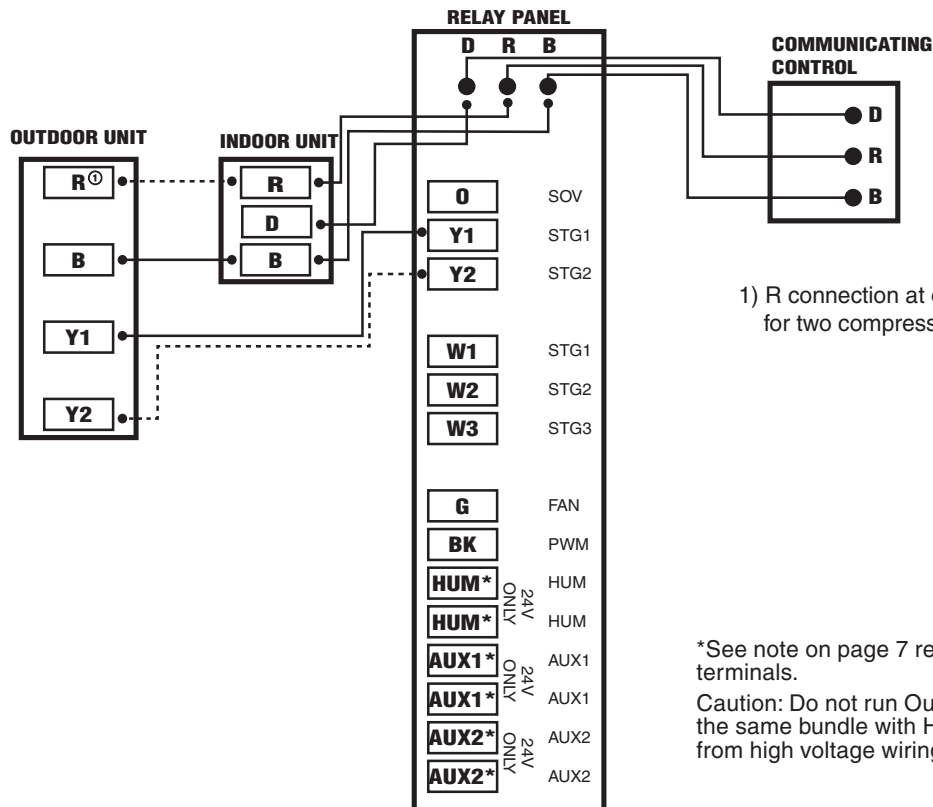 RELAY PANEL
D R B
COMMUNICATING
CONTROL
D
R
B
OUTDOOR UNIT
R①
B
Y1
Y2
INDOOR UNIT
R
D
B
O SOV
Y1 STG1
Y2 STG2
W1 STG1
W2 STG2
W3 STG3
G FAN
BK PWM
HUM* HUM
HUM* HUM
24V
ONLY
AUX1* AUX1
AUX1* AUX1
24V
ONLY
AUX2* AUX2
AUX2* AUX2
24V
ONLY
1) R connection at
for two
*See note on page 7
terminals.
Caution: Do not run
the same bundle with
from high voltage wiring